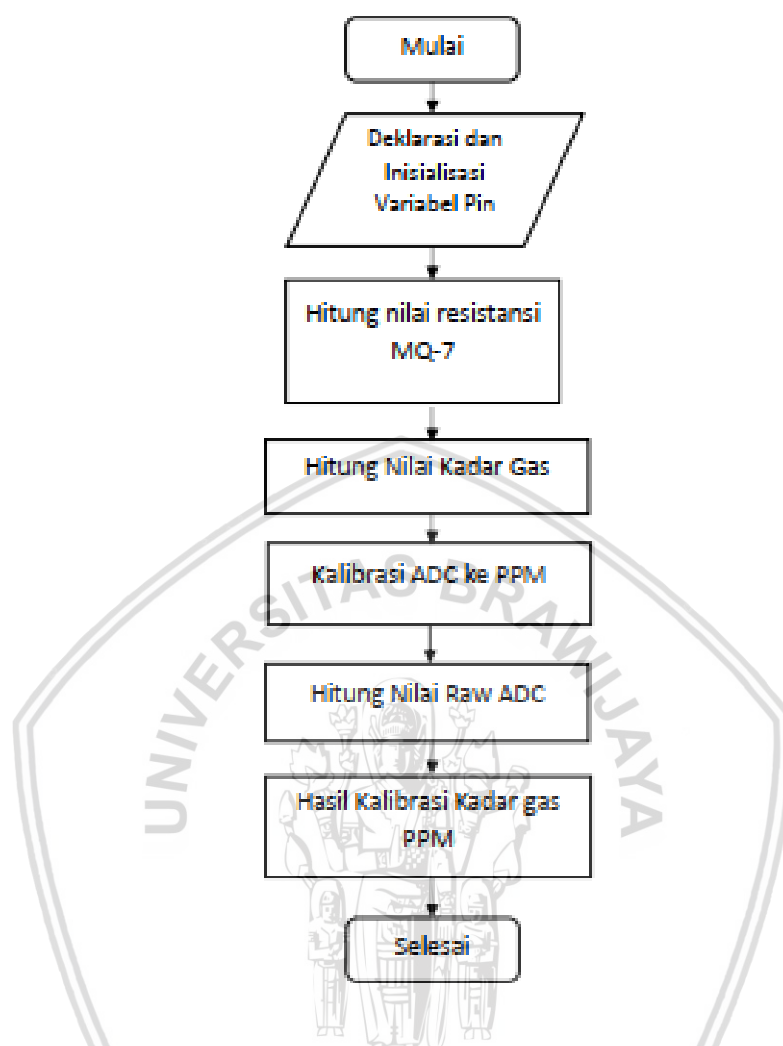 Mulai
Deklarasi dan
Inisialisasi
Variabel Pin
Hitung nilai resistansi
MQ-7
Hitung Nilai Kadar Gas
Kalibrasi ADC ke PPM
UNIVERSITAS BRAWIJAYA
Hitung Nilai Raw ADC
Hasil Kalibrasi Kadar gas
PPM
Selesai